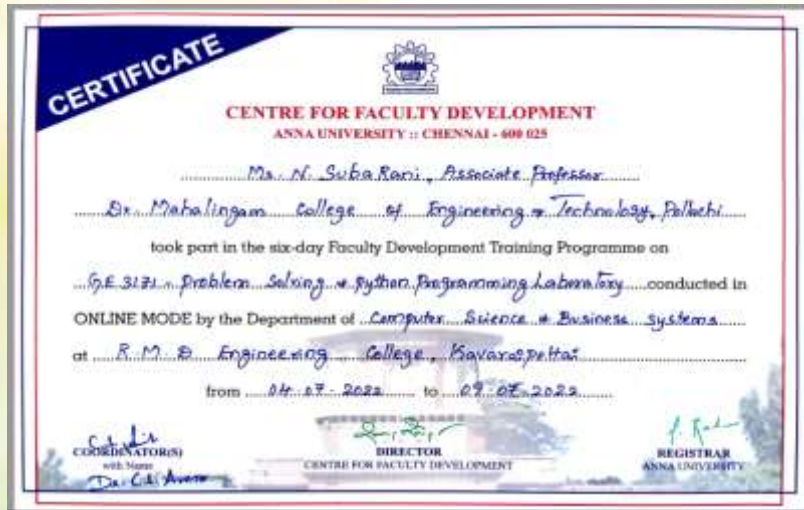 CERTIFICATE
CENTRE FOR FACULTY DEVELOPMENT
ANNA UNIVERSITY :: CHENNAI - 600 025
Ms. N. Suba Rani, Associate Professor
Dr. Mahalingam College of Engineering & Technology, Pollachi
took part in the six-day Faculty Development Training Programme on
GE 3171 - Problem Solving & Python Programming Laboratory conducted in
ONLINE MODE by the Department of Computer Science & Business Systems
at R.M.D Engineering College, Kavaraipettai
from 04.07.2022 to 09.07.2022
COORDINATOR(S)
with Name
DIRECTOR
CENTRE FOR FACULTY DEVELOPMENT
REGISTRAR
ANNA UNIVERSITY